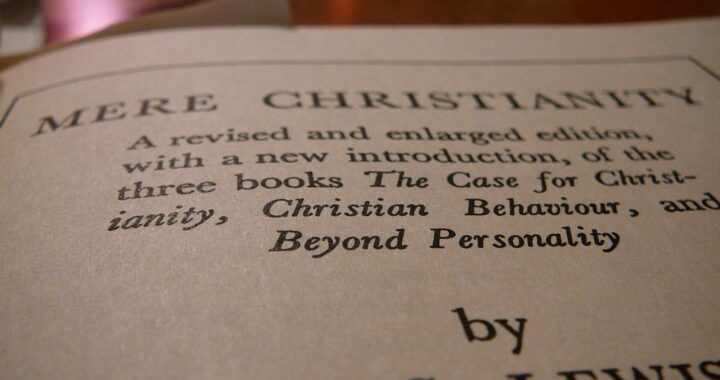 MERE CHRISTIANITY
A revised and enlarged edition,
with a new introduction, of the
three books The Case for Christ-
ianity, Christian Behaviour, and
Beyond Personality
by
LEWIS